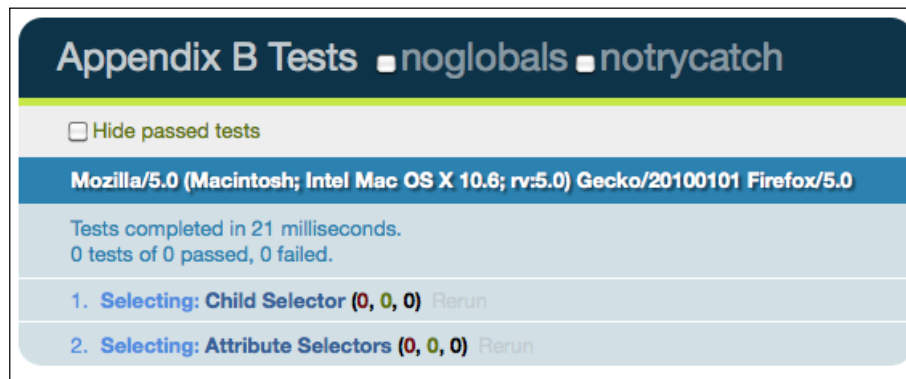 Appendix B Tests noglobals notrycatch
Hide passed tests
Mozilla/5.0 (Macintosh; Intel Mac OS X 10.6; rv:5.0) Gecko/20100101 Firefox/5.0
Tests completed in 21 milliseconds.
0 tests of 0 passed, 0 failed.
1. Selecting: Child Selector (0, 0, 0) Rerun
2. Selecting: Attribute Selectors (0, 0, 0) Rerun